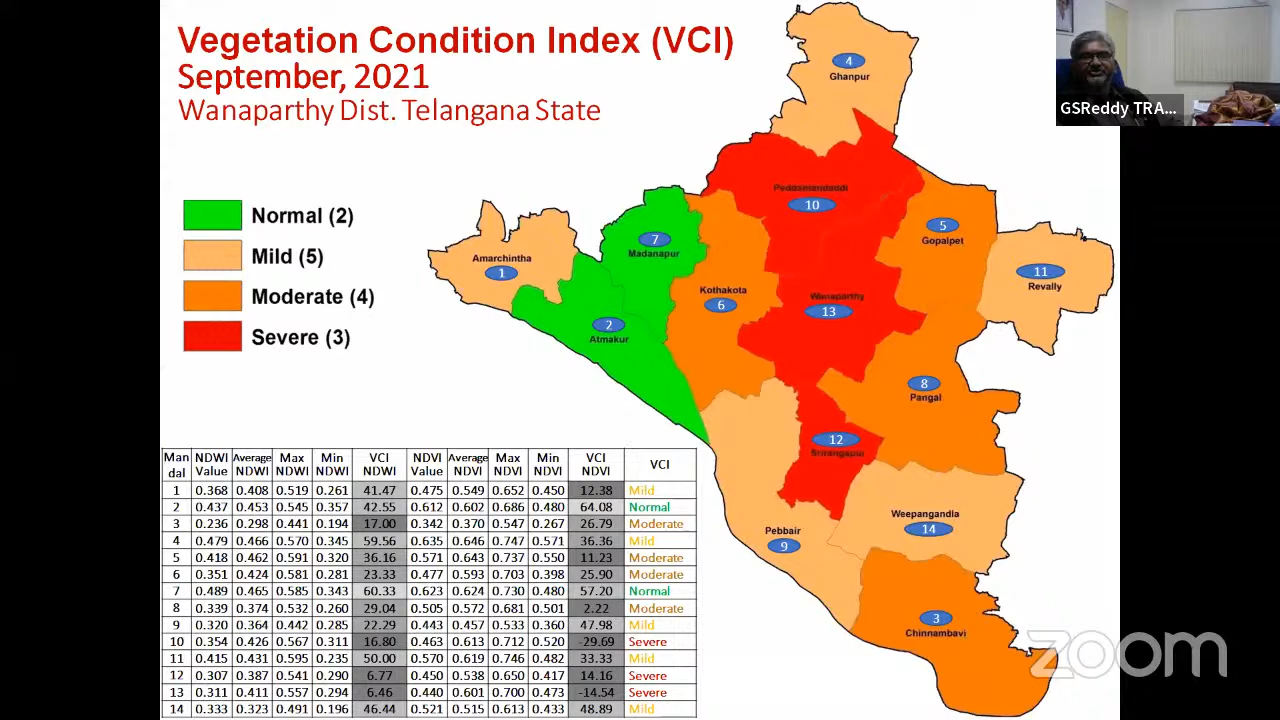 Vegetation Condition Index (VCI)
September, 2021
Wanaparthy Dist. Telangana State
GSReddy TRA...
Normal (2)
Mild (5)
Moderate (4)
Severe (3)
4
Ghanpur
Peddamandaddi
10
5
Gopalpet
7
Madanapur
Amarchintha
1
11
Revally
Kothakota
6
Wanaparthy
13
2
Atmakur
8
Pangal
12
Srirangapur
Weepangandla
14
Pebbair
9
3
Chinnambavi
zoom
Man dal NDWI Value Average NDWI Max NDWI Min NDWI VCI NDWI NDVI Value Average NDVI Max NDVI Min NDVI VCI NDVI VCI
1 0.368 0.408 0.519 0.261 41.47 0.475 0.549 0.652 0.450 12.38 Mild
2 0.437 0.453 0.545 0.357 42.55 0.612 0.602 0.686 0.480 64.08 Normal
3 0.236 0.298 0.441 0.194 17.00 0.342 0.370 0.547 0.267 26.79 Moderate
4 0.479 0.466 0.570 0.345 59.56 0.635 0.646 0.747 0.571 36.36 Mild
5 0.418 0.462 0.591 0.320 36.16 0.571 0.643 0.737 0.550 11.23 Moderate
6 0.351 0.424 0.581 0.281 23.33 0.477 0.593 0.703 0.398 25.90 Moderate
7 0.489 0.465 0.585 0.343 60.33 0.623 0.624 0.730 0.480 57.20 Normal
8 0.339 0.374 0.532 0.260 29.04 0.505 0.572 0.681 0.501 2.22 Moderate
9 0.320 0.364 0.442 0.285 22.29 0.443 0.457 0.533 0.360 47.98 Mild
10 0.354 0.426 0.567 0.311 16.80 0.463 0.613 0.712 0.520 -29.69 Severe
11 0.415 0.431 0.595 0.235 50.00 0.570 0.619 0.746 0.482 33.33 Mild
12 0.307 0.387 0.541 0.290 6.77 0.450 0.538 0.650 0.417 14.16 Severe
13 0.311 0.411 0.557 0.294 6.46 0.440 0.601 0.700 0.473 -14.54 Severe
14 0.333 0.323 0.491 0.196 46.44 0.521 0.515 0.613 0.433 48.89 Mild